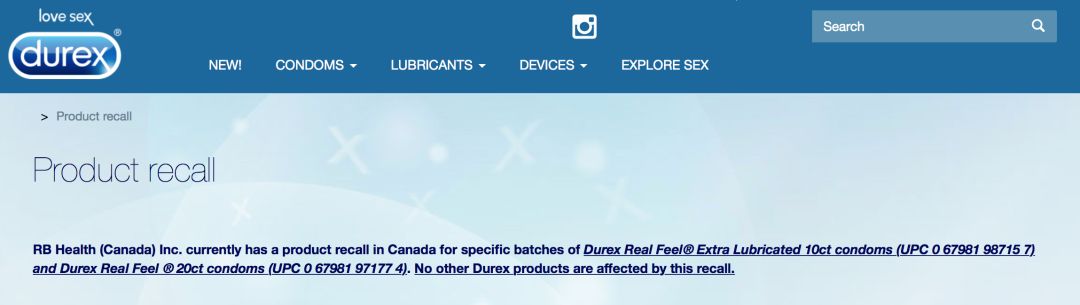 love sex
durex®
Search
NEW! CONDOMS LUBRICANTS DEVICES EXPLORE SEX
> Product recall
Product recall
RB Health (Canada) Inc. currently has a product recall in Canada for specific batches of Durex Real Feel® Extra Lubricated 10ct condoms (UPC 0 67981 98715 7)
and Durex Real Feel ® 20ct condoms (UPC 0 67981 97177 4). No other Durex products are affected by this recall.